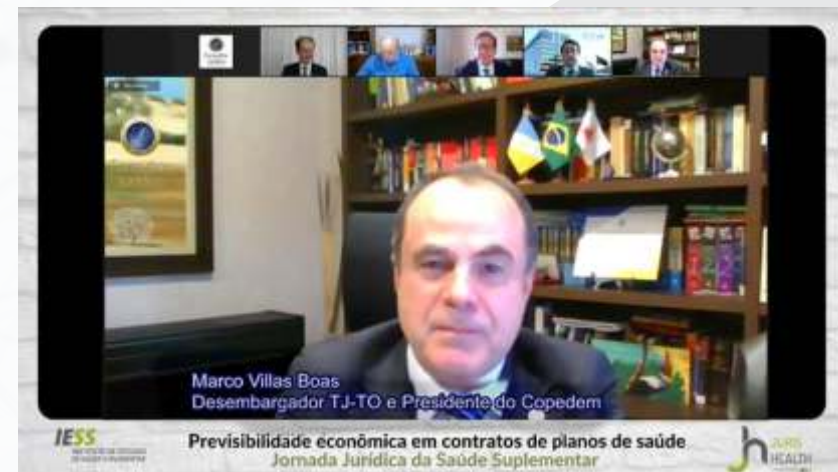 Marco Villas Boas
Desembargador TJ-TO e Presidente do Copedem
IESS
Previsibilidade econômica em contratos de planos de saúde
Jornada Jurídica da Saúde Suplementar
JURIS
HEALTH